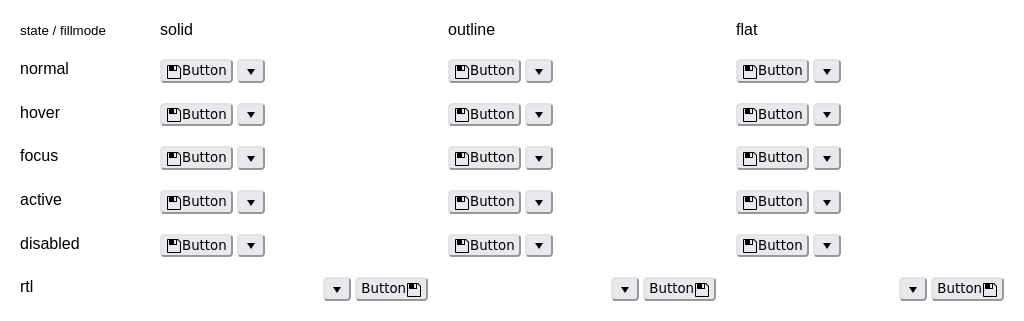 state / fillmode solid outline flat
normal Button Button Button
hover Button Button Button
focus Button Button Button
active Button Button Button
disabled Button Button Button
rtl Button Button Button